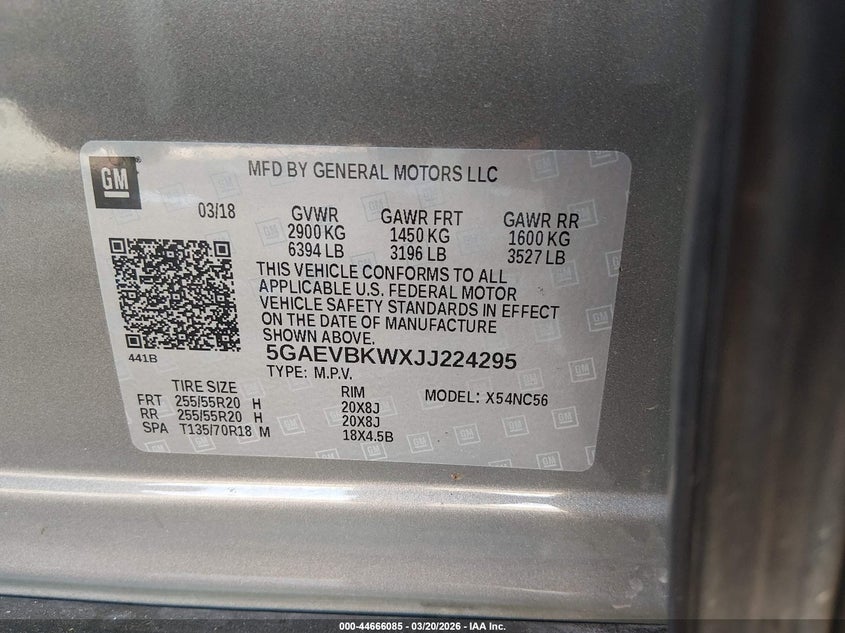 GM
MFD BY GENERAL MOTORS LLC
03/18
GVWR GAWR FRT GAWR RR
2900 KG 1450 KG 1600 KG
6394 LB 3196 LB 3527 LB
THIS VEHICLE CONFORMS TO ALL
APPLICABLE U.S. FEDERAL MOTOR
VEHICLE SAFETY STANDARDS IN EFFECT
ON THE DATE OF MANUFACTURE
SHOWN ABOVE.
441B
5GAEVBKWXJJ224295
TYPE: M.P.V.
TIRE SIZE RIM MODEL: X54NC56
FRT 255/55R20 H 20X8J
RR 255/55R20 H 20X8J
SPA T135/70R18 M 18X4.5B
000-44666085 - 03/20/2026 - IAA Inc.